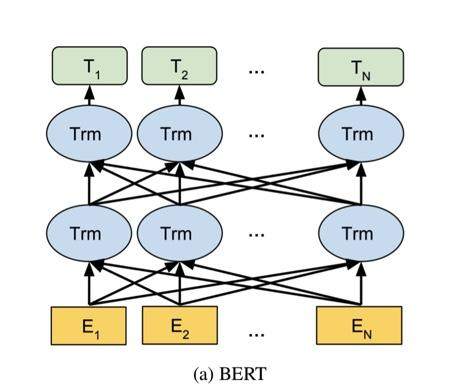 T1 T2 ... TN
Trm Trm ... Trm
Trm Trm ... Trm
E1 E2 ... EN
(a) BERT